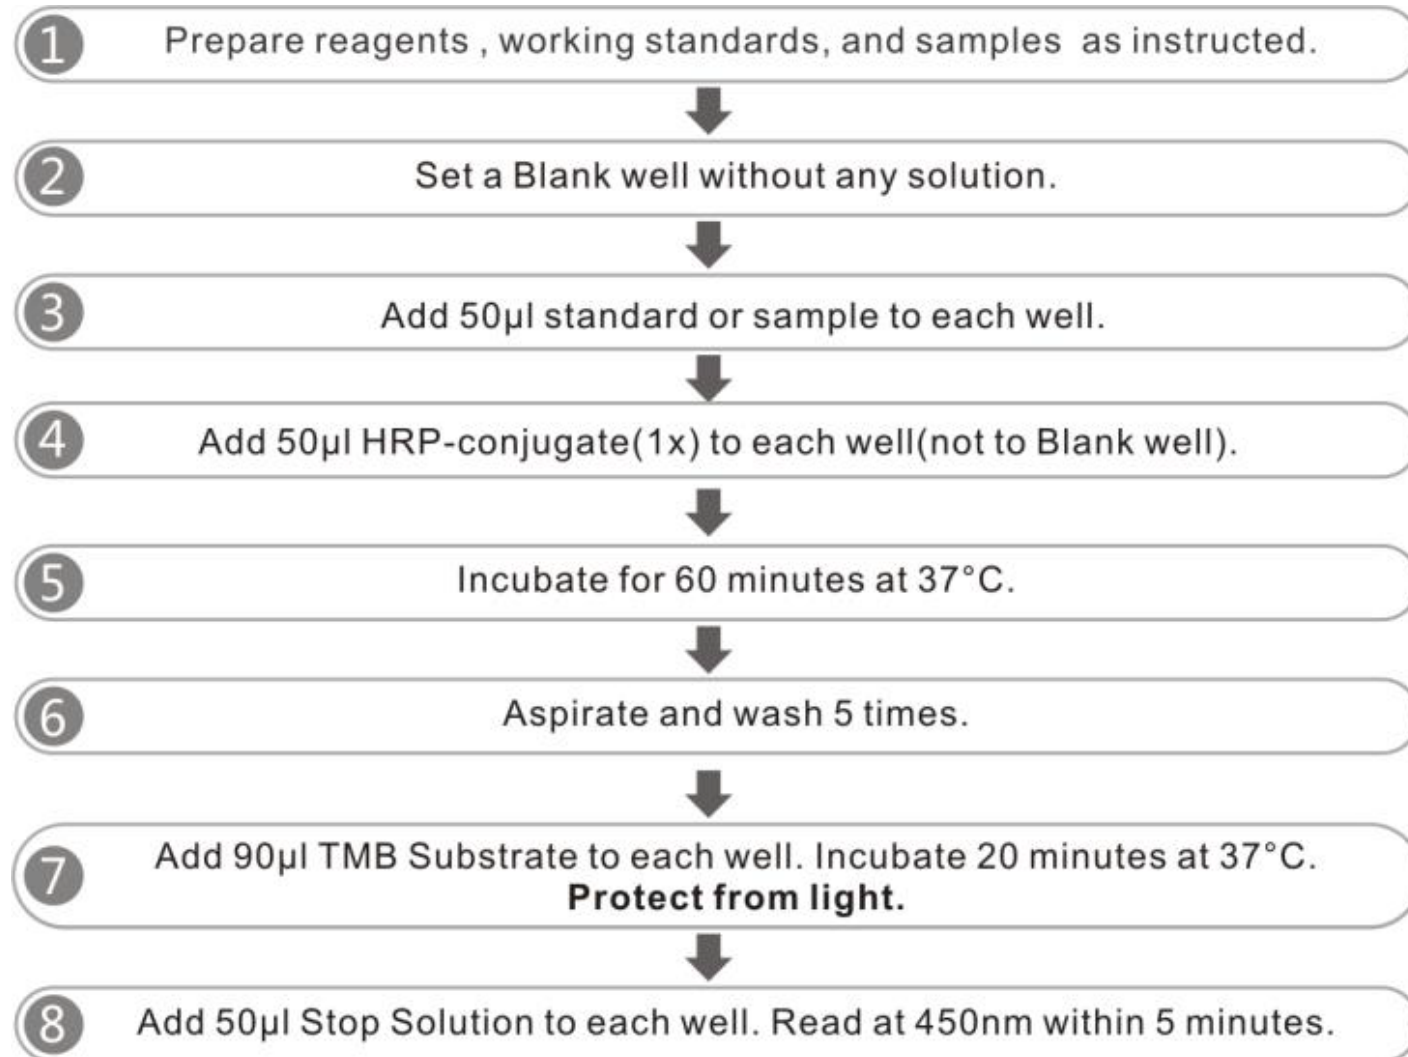 1 Prepare reagents , working standards, and samples as instructed.
2 Set a Blank well without any solution.
3 Add 50µl standard or sample to each well.
4 Add 50µl HRP-conjugate(1x) to each well(not to Blank well).
5 Incubate for 60 minutes at 37°C.
6 Aspirate and wash 5 times.
7 Add 90µl TMB Substrate to each well. Incubate 20 minutes at 37°C.
Protect from light.
8 Add 50µl Stop Solution to each well. Read at 450nm within 5 minutes.